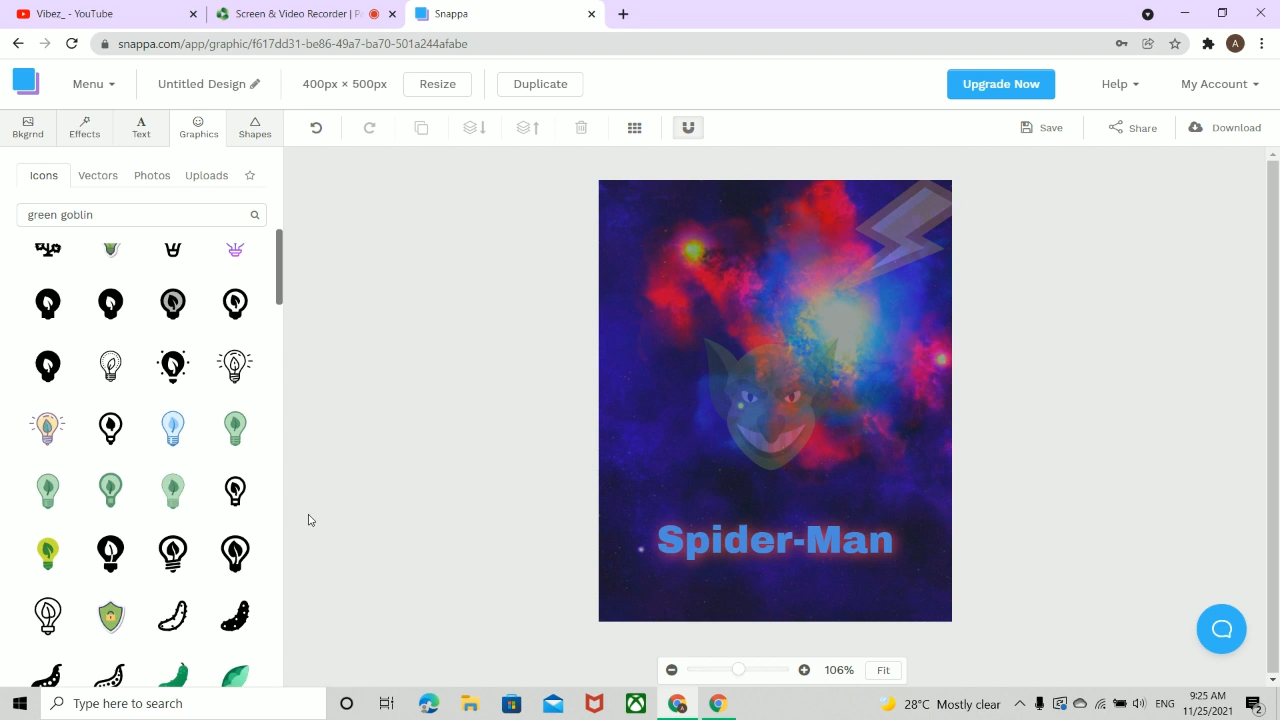 Vibez_ - YouTube
Screen & Video Recorder | P
Snappa
snappa.com/app/graphic/f617dd31-be86-49a7-ba70-501a244afabe
A
Menu
Untitled Design
400px × 500px
Resize
Duplicate
Upgrade Now
Help
My Account
Bkgrnd
Effects
A
Text
Graphics
Shapes
Save
Share
Download
Icons
Vectors
Photos
Uploads
green goblin
Spider-Man
106%
Fit
Type here to search
28°C Mostly clear
ENG
9:25 AM
11/25/2021
2